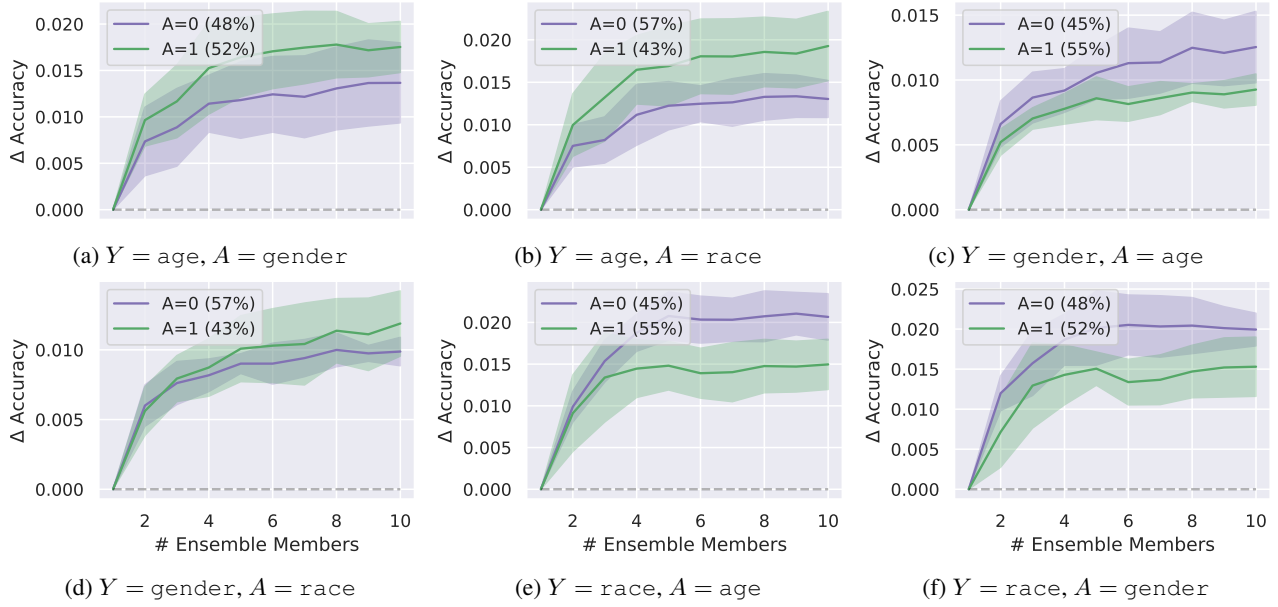 Δ Accuracy
0.020
0.015
0.010
0.005
0.000
A=0 (48%)
A=1 (52%)
(a) Y = age, A = gender
Δ Accuracy
0.020
0.015
0.010
0.005
0.000
A=0 (57%)
A=1 (43%)
(b) Y = age, A = race
Δ Accuracy
0.015
0.010
0.005
0.000
A=0 (45%)
A=1 (55%)
(c) Y = gender, A = age
Δ Accuracy
0.010
0.005
0.000
A=0 (57%)
A=1 (43%)
2 4 6 8 10
# Ensemble Members
(d) Y = gender, A = race
Δ Accuracy
0.020
0.015
0.010
0.005
0.000
A=0 (45%)
A=1 (55%)
2 4 6 8 10
# Ensemble Members
(e) Y = race, A = age
Δ Accuracy
0.025
0.020
0.015
0.010
0.005
0.000
A=0 (48%)
A=1 (52%)
2 4 6 8 10
# Ensemble Members
(f) Y = race, A = gender